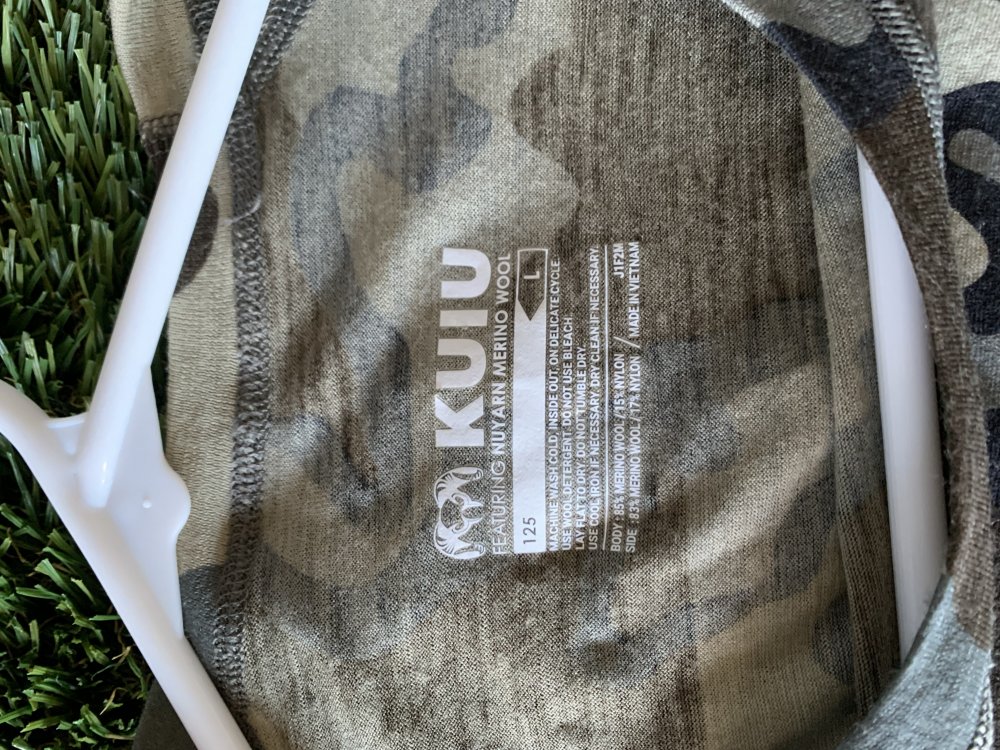 KUIU
FEATURING NUYARN MERINO WOOL
125 L
MACHINE WASH COLD, INSIDE OUT, ON DELICATE CYCLE
USE WOOL DETERGENT. DO NOT USE BLEACH.
LAY FLAT TO DRY. DO NOT TUMBLE DRY.
USE COOL IRON IF NECESSARY. DRY CLEAN IF NECESSARY.
BODY : 85% MERINO WOOL / 15% NYLON / J1F2M
SIDE : 83% MERINO WOOL / 17% NYLON / MADE IN VIETNAM